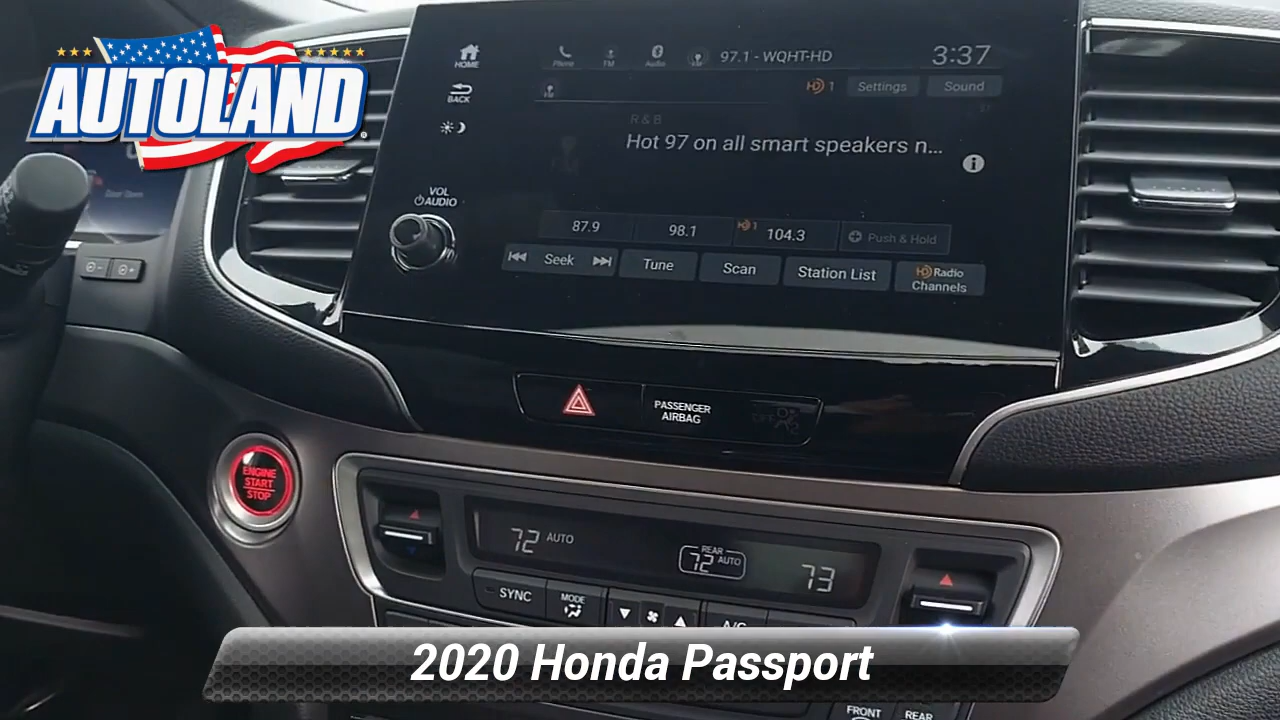 AUTOLAND
HOME
Phone
FM
Audio
97.1 - WQHT-HD
3:37
BACK
HD 1
Settings
Sound
R & B
Hot 97 on all smart speakers n...
i
VOL
AUDIO
87.9
98.1
HD 1
104.3
Push & Hold
Seek
Tune
Scan
Station List
HD Radio
Channels
PASSENGER
AIRBAG
OFF
ENGINE
START
STOP
72 AUTO
REAR
72 AUTO
73
SYNC
MODE
A/C
2020 Honda Passport
FRONT
REAR